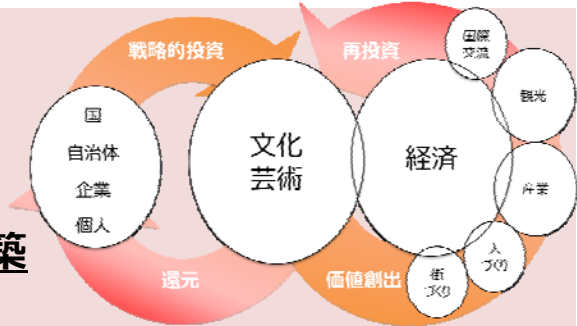 戦略的投資
再投資
国際
交流
観光
産業
人
づくり
街
づくり
国
自治体
企業
個人
文化
芸術
経済
築
還元
価値創出